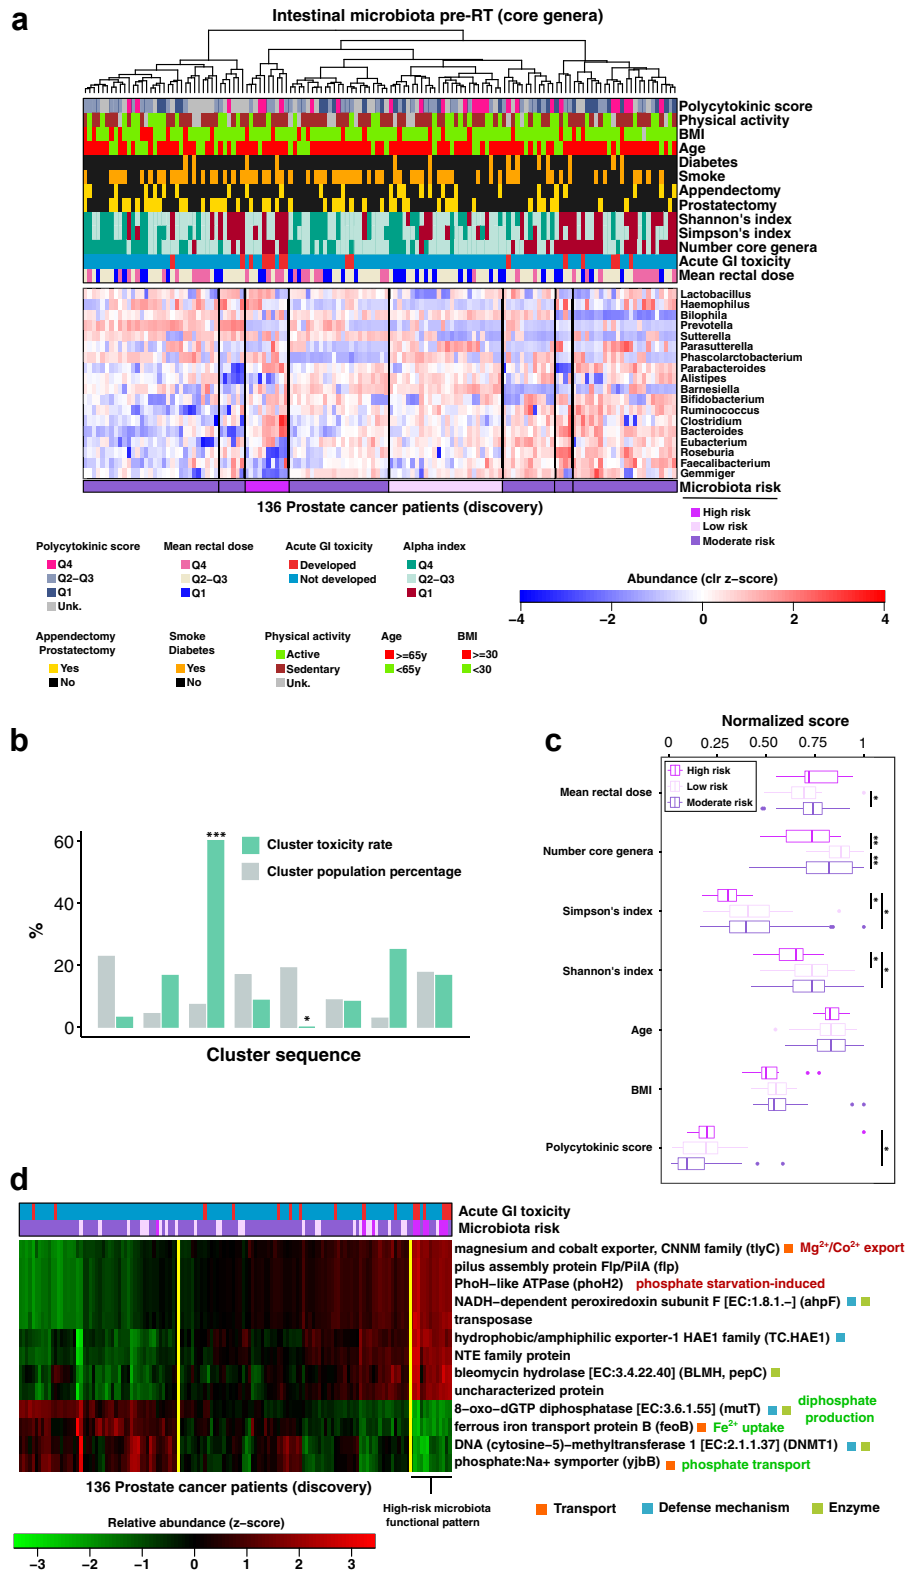 a
Intestinal microbiota pre-RT (core genera)
Polycytokinic score
Physical activity
BMI
Age
Diabetes
Smoke
Appendectomy
Prostatectomy
Shannon's index
Simpson's index
Number core genera
Acute GI toxicity
Mean rectal dose
Lactobacillus
Haemophilus
Bilophila
Prevotella
Sutterella
Parasutterella
Phascolarctobacterium
Parabacteroides
Alistipes
Barnesiella
Bifidobacterium
Ruminococcus
Clostridium
Bacteroides
Eubacterium
Roseburia
Faecalibacterium
Gemmiger
Microbiota risk
136 Prostate cancer patients (discovery)
High risk
Low risk
Moderate risk
Polycytokinic score
Q4
Q2−Q3
Q1
Unk.
Mean rectal dose
Q4
Q2−Q3
Q1
Acute GI toxicity
Developed
Not developed
Alpha index
Q4
Q2−Q3
Q1
Abundance (clr z−score)
−4 −2 0 2 4
Appendectomy
Prostatectomy
Yes
No
Smoke
Diabetes
Yes
No
Physical activity
Active
Sedentary
Unk.
Age
>=65y
<65y
BMI
>=30
<30
b
60
40
20
0
%
***
*
Cluster toxicity rate
Cluster population percentage
Cluster sequence
c
Normalized score
0 0.25 0.50 0.75 1
High risk
Low risk
Moderate risk
Mean rectal dose
Number core genera
Simpson's index
Shannon's index
Age
BMI
Polycytokinic score
*
**
**
*
*
*
*
*
d
Acute GI toxicity
Microbiota risk
magnesium and cobalt exporter, CNNM family (tlyC) Mg2+/Co2+ export
pilus assembly protein Flp/PilA (flp)
PhoH−like ATPase (phoH2) phosphate starvation-induced
NADH−dependent peroxiredoxin subunit F [EC:1.8.1.−] (ahpF)
transposase
hydrophobic/amphiphilic exporter−1 HAE1 family (TC.HAE1)
NTE family protein
bleomycin hydrolase [EC:3.4.22.40] (BLMH, pepC)
uncharacterized protein
8−oxo−dGTP diphosphatase [EC:3.6.1.55] (mutT) diphosphate production
ferrous iron transport protein B (feoB) Fe2+ uptake
DNA (cytosine−5)−methyltransferase 1 [EC:2.1.1.37] (DNMT1)
phosphate:Na+ symporter (yjbB) phosphate transport
136 Prostate cancer patients (discovery)
High-risk microbiota
functional pattern
Transport
Defense mechanism
Enzyme
Relative abundance (z−score)
−3 −2 −1 0 1 2 3